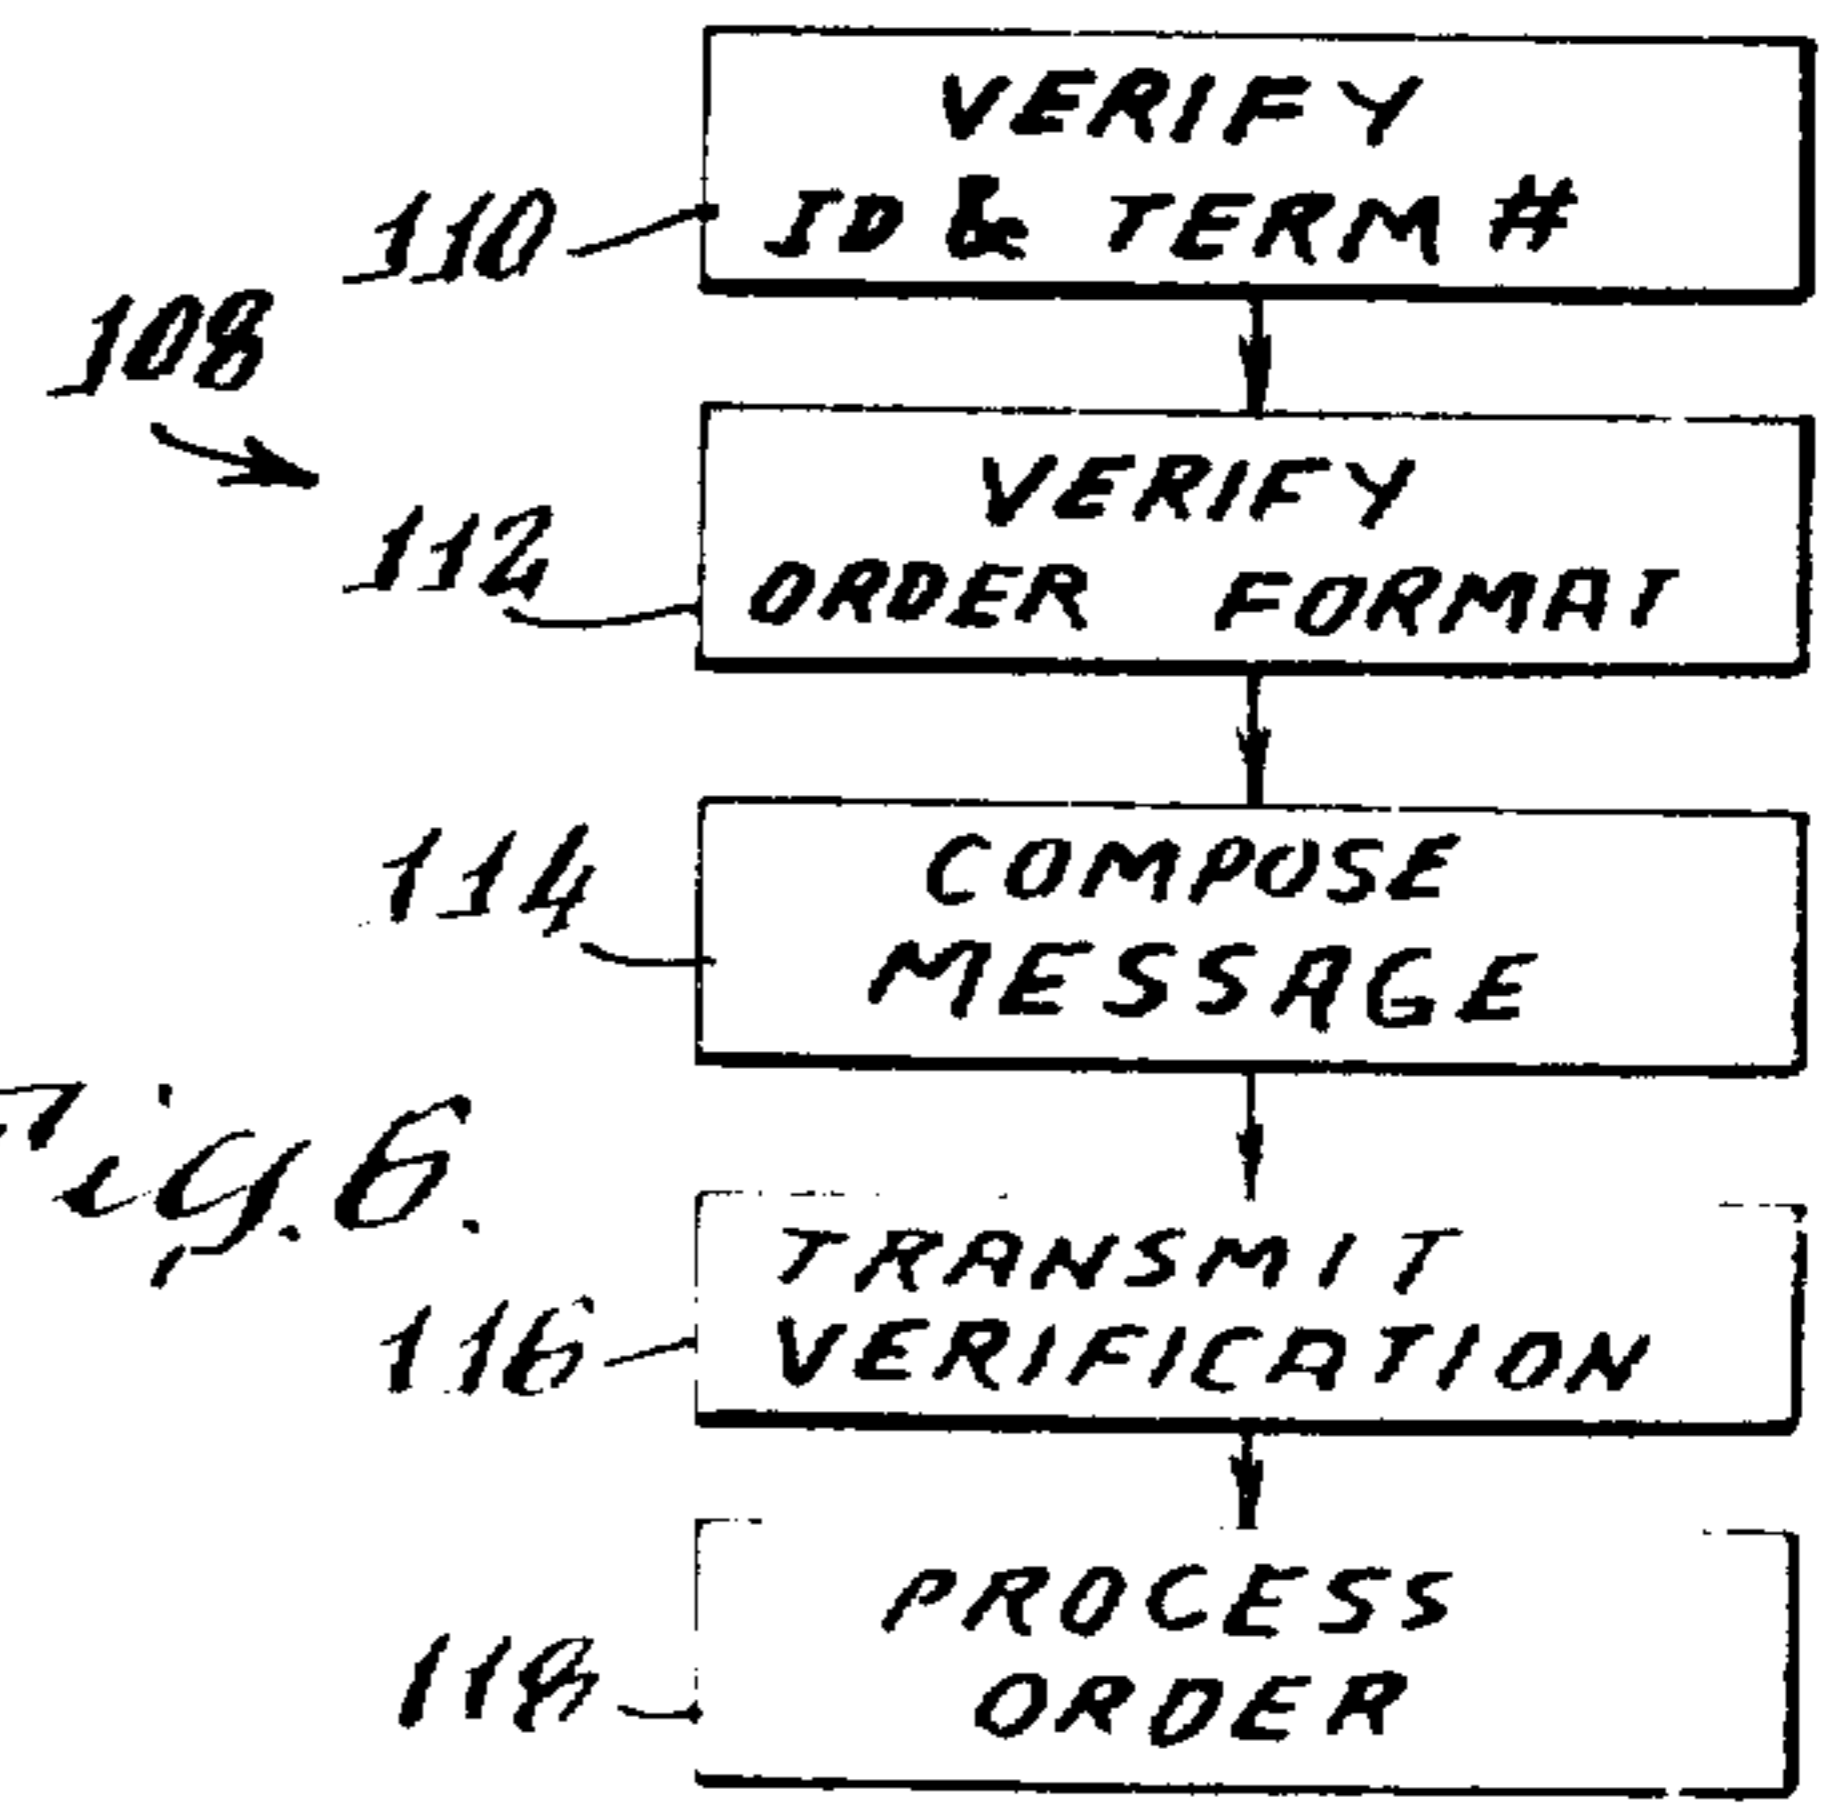 VERIFY
ID & TERM #
110
108
VERIFY
ORDER FORMAT
112
COMPOSE
MESSAGE
114
Fig. 6.
TRANSMIT
VERIFICATION
116
PROCESS
ORDER
118